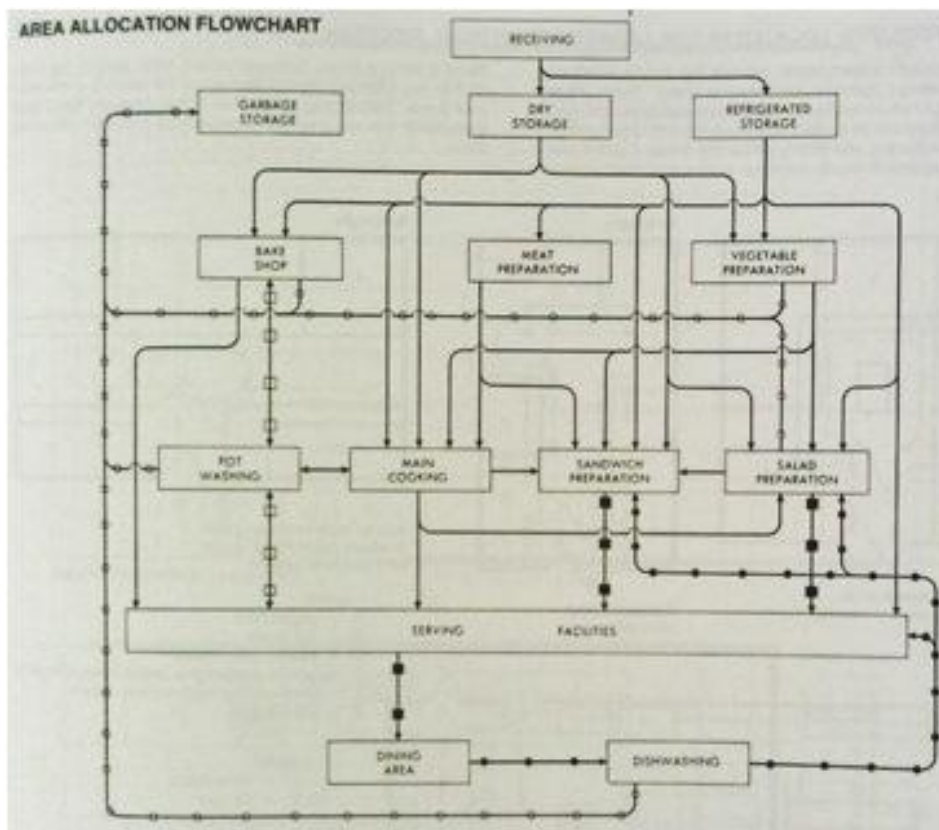 AREA ALLOCATION FLOWCHART
RECEIVING
GARBAGE
STORAGE
DRY
STORAGE
REFRIGERATED
STORAGE
BAKE
SHOP
MEAT
PREPARATION
VEGETABLE
PREPARATION
POT
WASHING
MAIN
COOKING
SANDWICH
PREPARATION
SALAD
PREPARATION
SERVING FACILITIES
DINING
AREA
DISHWASHING